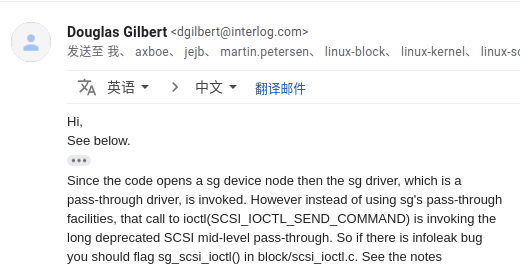 Douglas Gilbert <dgilbert@interlog.com>
发送至 我、 axboe、 jejb、 martin.petersen、 linux-block、 linux-kernel、
英语 > 中文 翻译邮件
Hi,
See below.
Since the code opens a sg device node then the sg driver, which is a
pass-through driver, is invoked. However instead of using sg's pass-through
facilities, that call to ioctl(SCSI_IOCTL_SEND_COMMAND) is invoking the
long deprecated SCSI mid-level pass-through. So if there is infoleak bug
you should flag sg_scsi_ioctl() in block/scsi_ioctl.c. See the notes